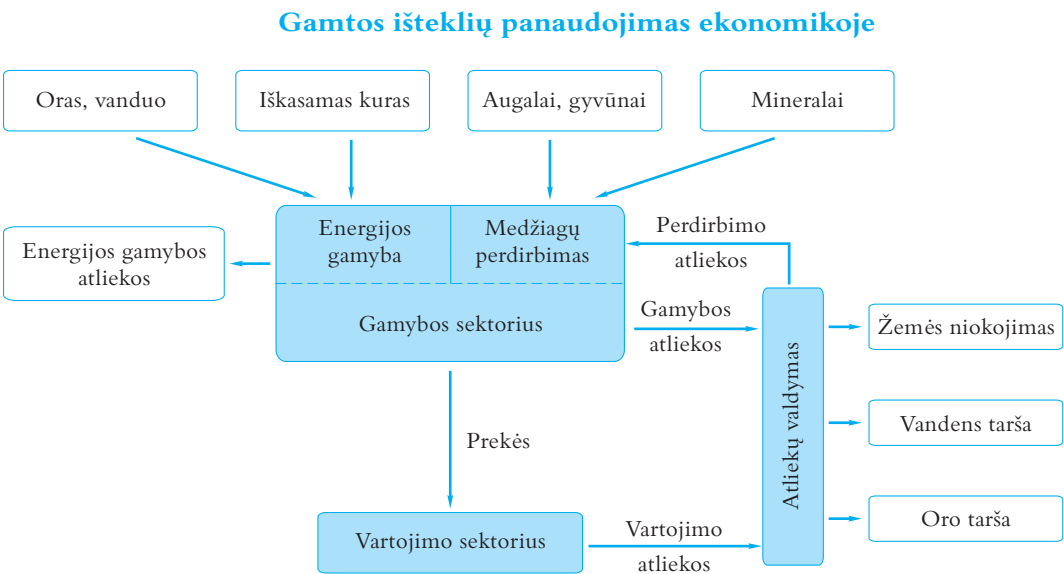 Gamtos išteklių panaudojimas ekonomikoje
Oras, vanduo
Iškasamas kuras
Augalai, gyvūnai
Mineralai
Energijos
gamyba
Medžiagų
perdirbimas
Perdirbimo
atliekos
Energijos gamybos
atliekos
Gamybos sektorius
Gamybos
atliekos
Atliekų valdymas
Žemės niokojimas
Vandens tarša
Oro tarša
Prekės
Vartojimo sektorius
Vartojimo
atliekos